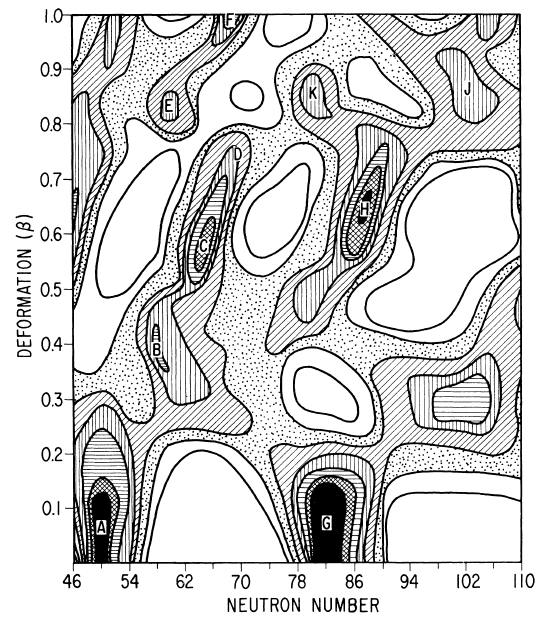 1.0
0.9
0.8
0.7
0.6
0.5
0.4
0.3
0.2
0.1
DEFORMATION (β)
F
E
K
J
D
H
C
A
B
A
G
46 54 62 70 78 86 94 102 110
NEUTRON NUMBER